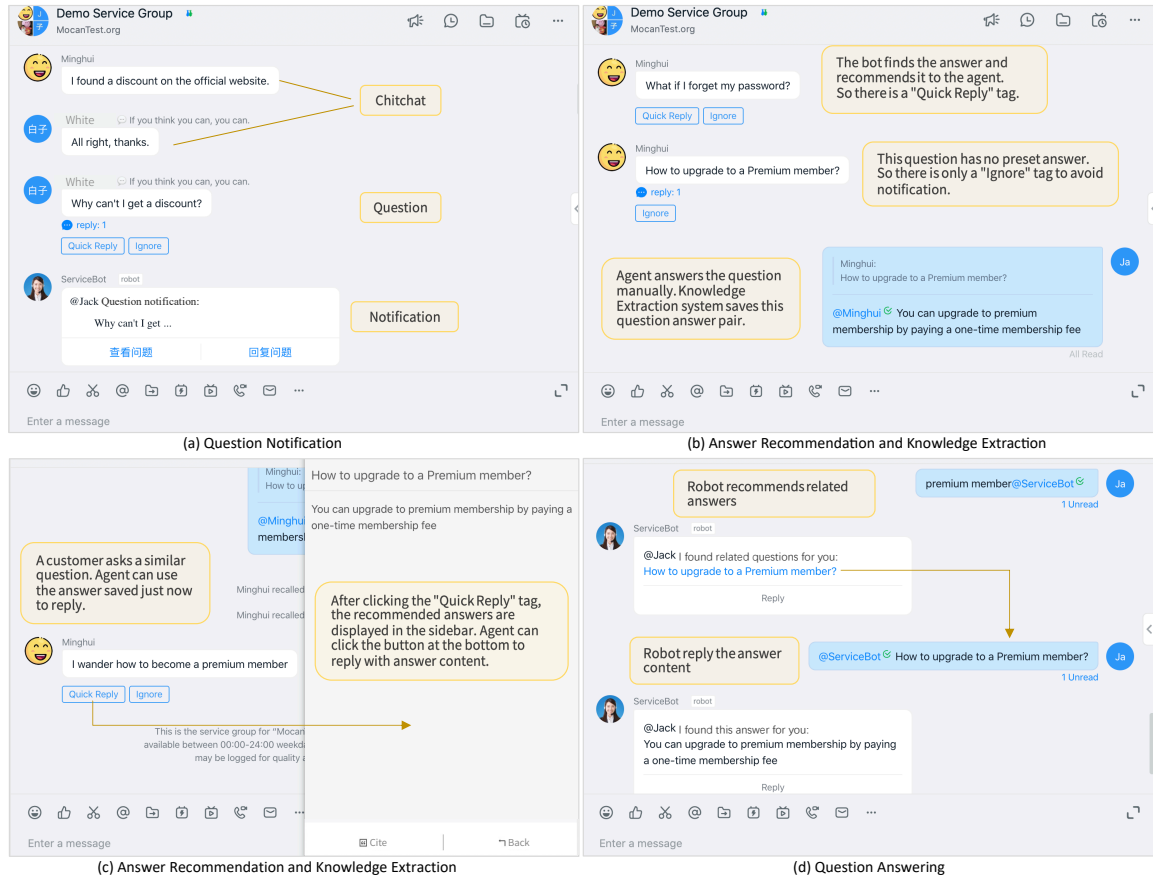 Demo Service Group
MocanTest.org
Minghui
I found a discount on the official website.
Chitchat
白子
White
If you think you can, you can.
All right, thanks.
白子
White
If you think you can, you can.
Why can't I get a discount?
Question
reply: 1
Quick Reply
Ignore
ServiceBot
robot
@Jack Question notification:
Why can't I get ...
Notification
查看问题
回复问题
Enter a message
(a) Question Notification
Demo Service Group
MocanTest.org
Minghui
What if I forget my password?
Quick Reply
Ignore
The bot finds the answer and
recommends it to the agent.
So there is a "Quick Reply" tag.
Minghui
How to upgrade to a Premium member?
reply: 1
Ignore
This question has no preset answer.
So there is only a "Ignore" tag to avoid
notification.
Agent answers the question
manually. Knowledge
Extraction system saves this
question answer pair.
Minghui:
How to upgrade to a Premium member?
@Minghui You can upgrade to premium
membership by paying a one-time membership fee
Ja
All Read
Enter a message
(b) Answer Recommendation and Knowledge Extraction
Minghui:
How to up
@Minghui
members
A customer asks a similar
question. Agent can use
the answer saved just now
to reply.
Minghui recalled
Minghui recalled
Minghui
I wander how to become a premium member
Quick Reply
Ignore
This is the service group for "Mocan
available between 00:00-24:00 weekda
may be logged for quality a
Enter a message
How to upgrade to a Premium member?
You can upgrade to premium membership by paying a
one-time membership fee
After clicking the "Quick Reply" tag,
the recommended answers are
displayed in the sidebar. Agent can
click the button at the bottom to
reply with answer content.
Cite
Back
(c) Answer Recommendation and Knowledge Extraction
Robot recommends related
answers
premium member@ServiceBot
Ja
1 Unread
ServiceBot
robot
@Jack I found related questions for you:
How to upgrade to a Premium member?
Reply
Robot reply the answer
content
@ServiceBot How to upgrade to a Premium member?
Ja
1 Unread
ServiceBot
robot
@Jack I found this answer for you:
You can upgrade to premium membership by paying
a one-time membership fee
Reply
Enter a message
(d) Question Answering